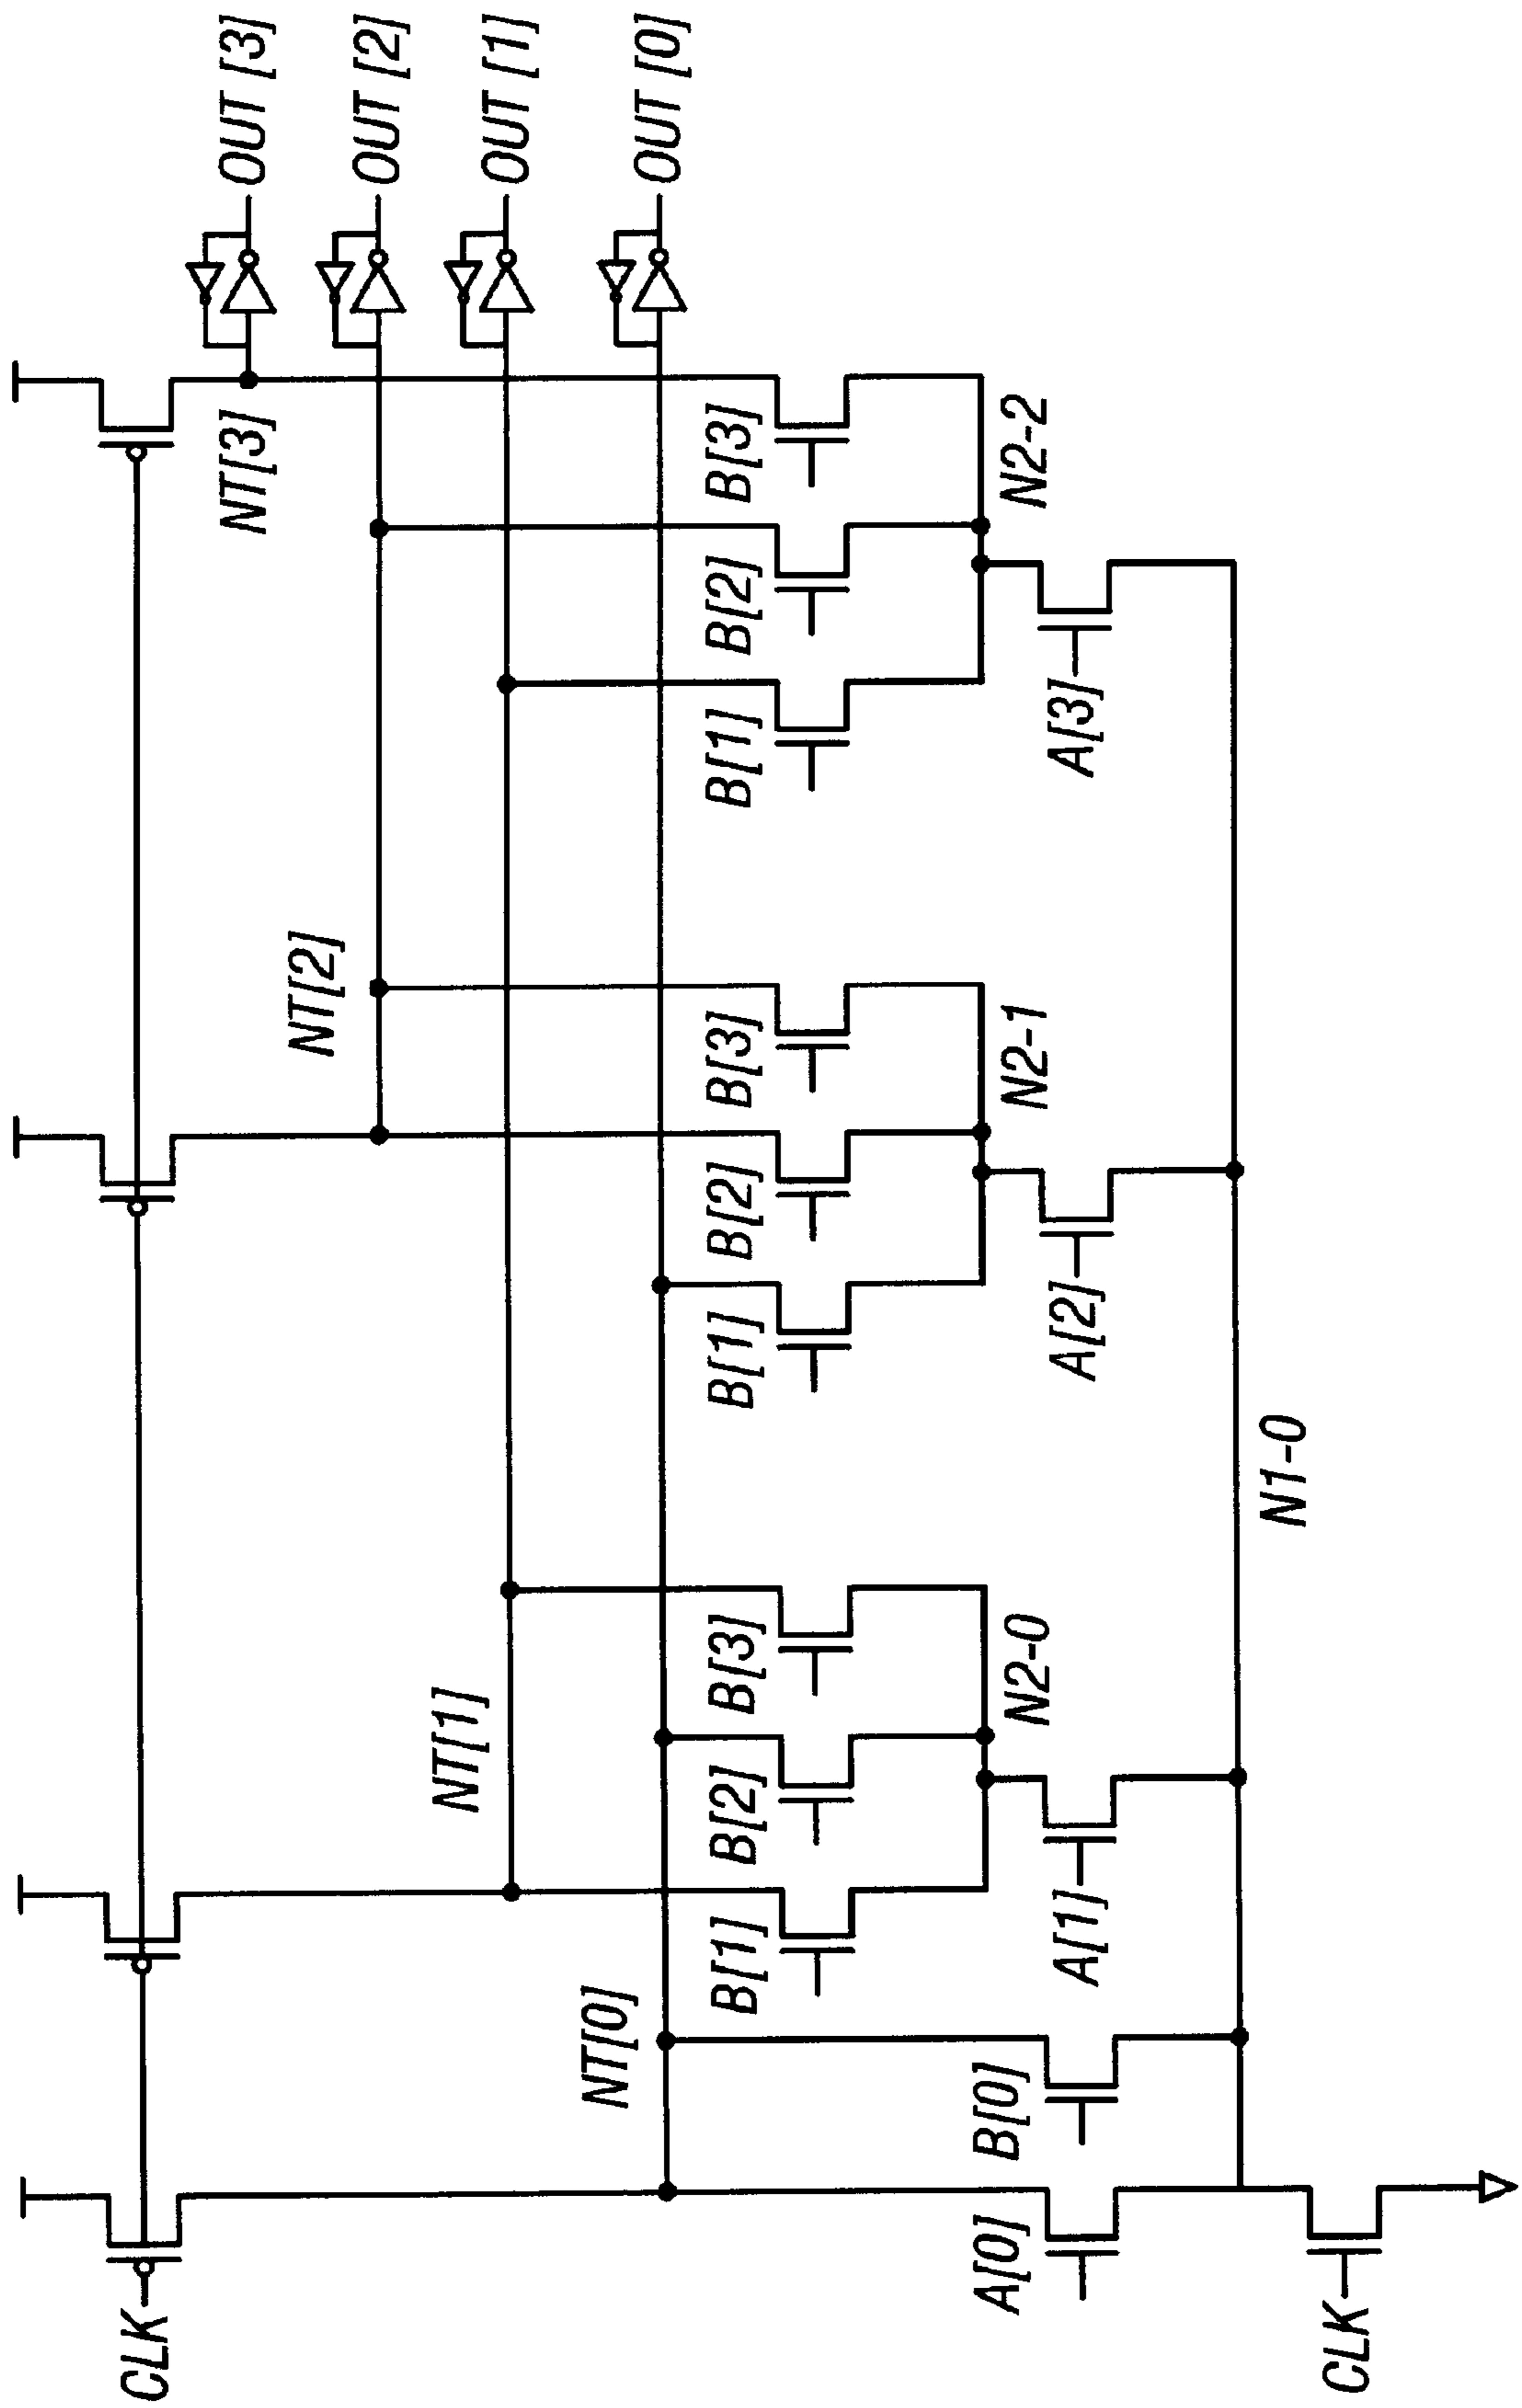 CLK
NT[3]
NT[2]
NT[1]
NT[0]
OUT [3]
OUT [2]
OUT [1]
OUT [0]
A[0]
B[0]
B[1]
B[2]
B[3]
B[1]
B[2]
B[3]
B[1]
B[2]
B[3]
N2-0
N2-1
N2-2
A[1]
A[2]
A[3]
N1-0
CLK